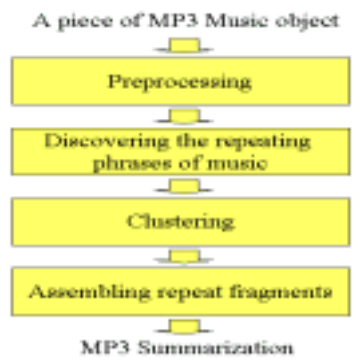 A piece of MP3 Music object
Preprocessing
Discovering the repeating
phrases of music
Clustering
Assembling repeat fragments
MP3 Summarization